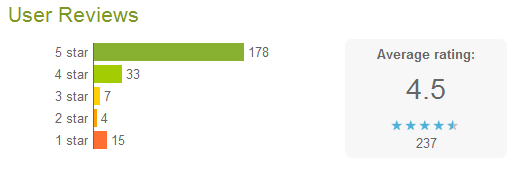 User Reviews
5 star 178
4 star 33
3 star 7
2 star 4
1 star 15
Average rating:
4.5
237